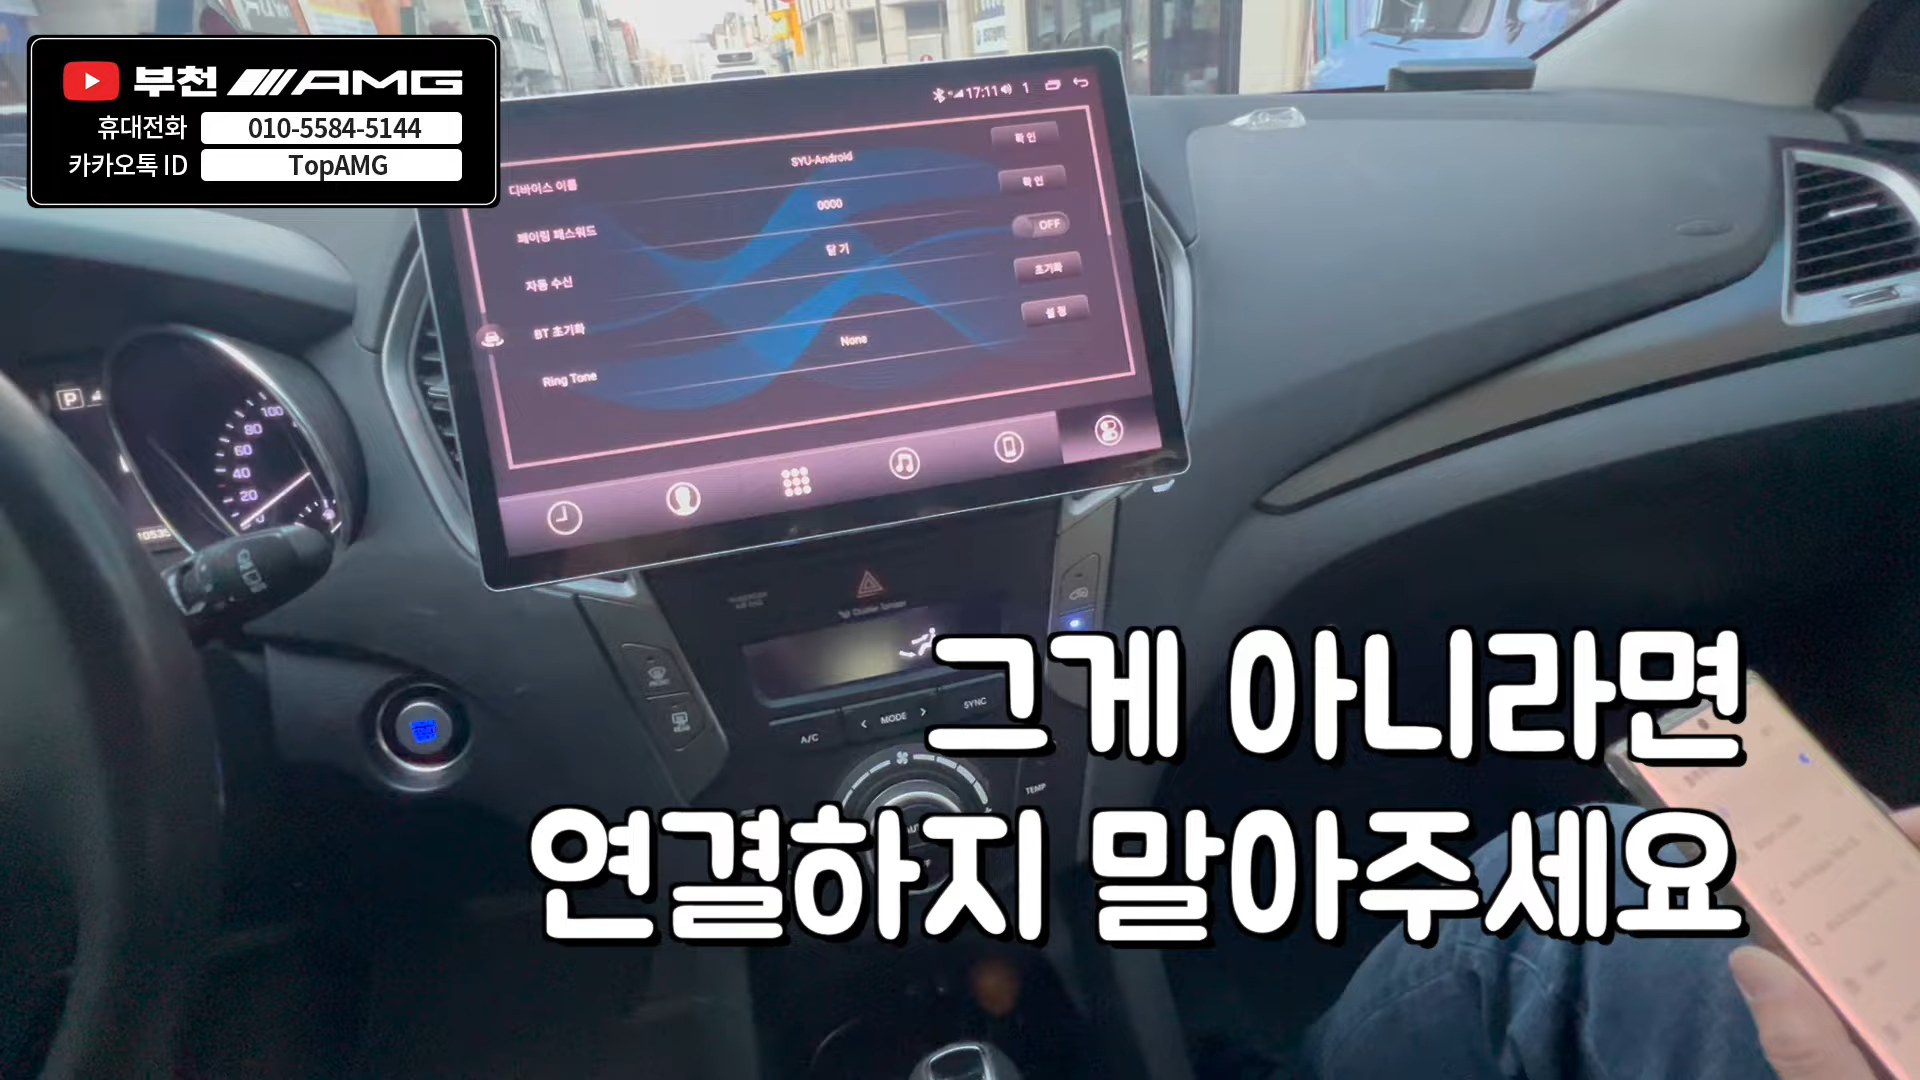 부천 AMG
휴대전화 010-5584-5144
카카오톡 ID TopAMG
17:11 1
디바이스 이름 SYU-Android 확인
페어링 패스워드 0000 확인
자동 수신 닫기 OFF
BT 초기화 초기화
Ring Tone None 설정
P
100
80
60
40
20
0
A/C
MODE
SYNC
TEMP
FRONT
REAR
그게 아니라면
연결하지 말아주세요